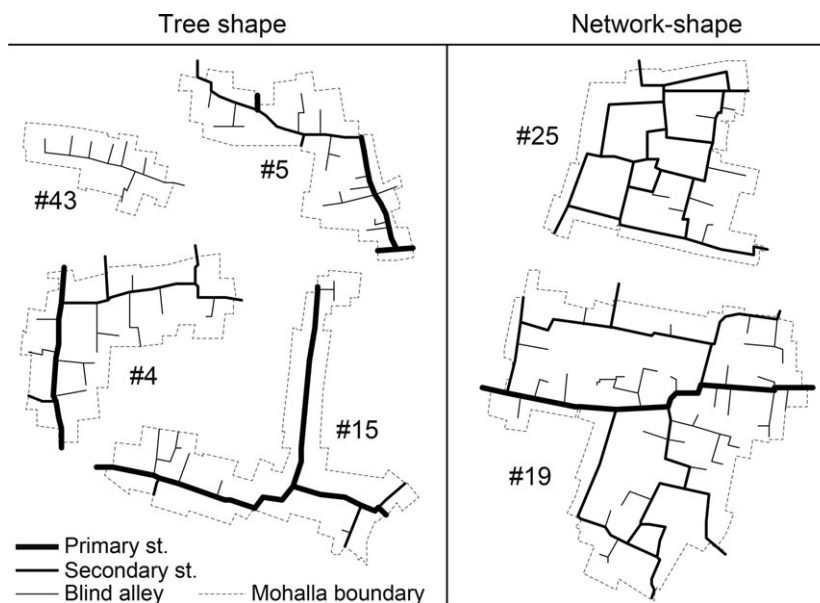 Tree shape
Network-shape
#43
#5
#25
#4
#15
#19
Primary st.
Secondary st.
Blind alley
Mohalla boundary